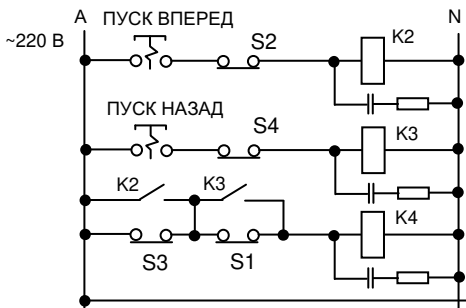 A ПУСК ВПЕРЕД N
~220 В S2 K2
ПУСК НАЗАД
S4 K3
K2 K3
K4
S3 S1